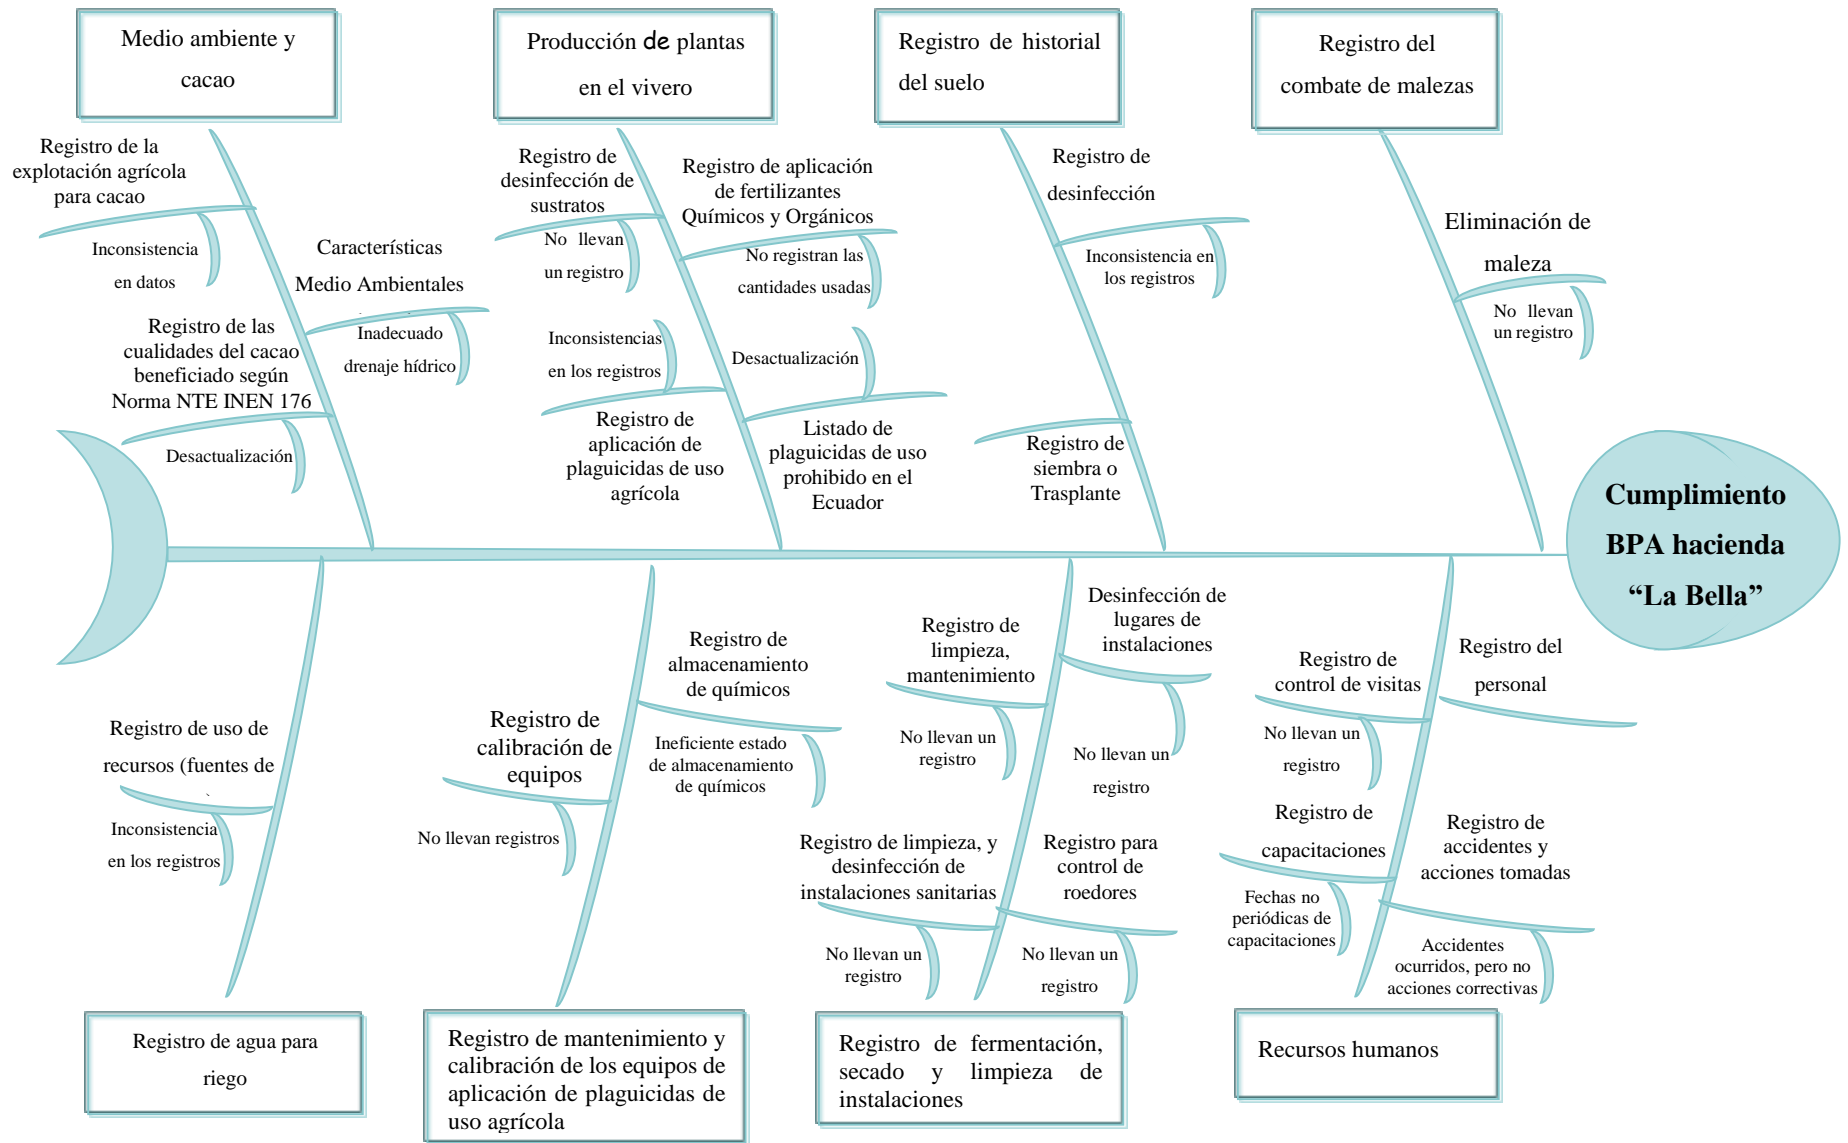 Medio ambiente y
cacao
Producción de plantas
en el vivero
Registro de historial
del suelo
Registro del
combate de malezas
Registro de la
explotación agrícola
para cacao
Inconsistencia
en datos
Características
Medio Ambientales
Inadecuado
drenaje hídrico
Registro de las
cualidades del cacao
beneficiado según
Norma NTE INEN 176
Desactualización
Registro de
desinfección de
sustratos
No llevan
un registro
Registro de aplicación
de fertilizantes
Químicos y Orgánicos
No registran las
cantidades usadas
Inconsistencias
en los registros
Registro de
aplicación de
plaguicidas de uso
agrícola
Desactualización
Listado de
plaguicidas de uso
prohibido en el
Ecuador
Registro de
desinfección
Inconsistencia en
los registros
Registro de
siembra o
Trasplante
Eliminación de
maleza
No llevan
un registro
Cumplimiento
BPA hacienda
“La Bella”
Registro de uso de
recursos (fuentes de
Inconsistencia
en los registros
Registro de
calibración de
equipos
No llevan registros
Registro de
almacenamiento
de químicos
Ineficiente estado
de almacenamiento
de químicos
Registro de
limpieza,
mantenimiento
No llevan un
registro
Desinfección de
lugares de
instalaciones
No llevan un
registro
Registro de limpieza, y
desinfección de
instalaciones sanitarias
No llevan un
registro
Registro para
control de
roedores
No llevan un
registro
Registro de
control de visitas
No llevan un
registro
Registro del
personal
Registro de
capacitaciones
Fechas no
periódicas de
capacitaciones
Registro de
accidentes y
acciones tomadas
Accidentes
ocurridos, pero no
acciones correctivas
Registro de agua para
riego
Registro de mantenimiento y
calibración de los equipos de
aplicación de plaguicidas de
uso agrícola
Registro de fermentación,
secado y limpieza de
instalaciones
Recursos humanos